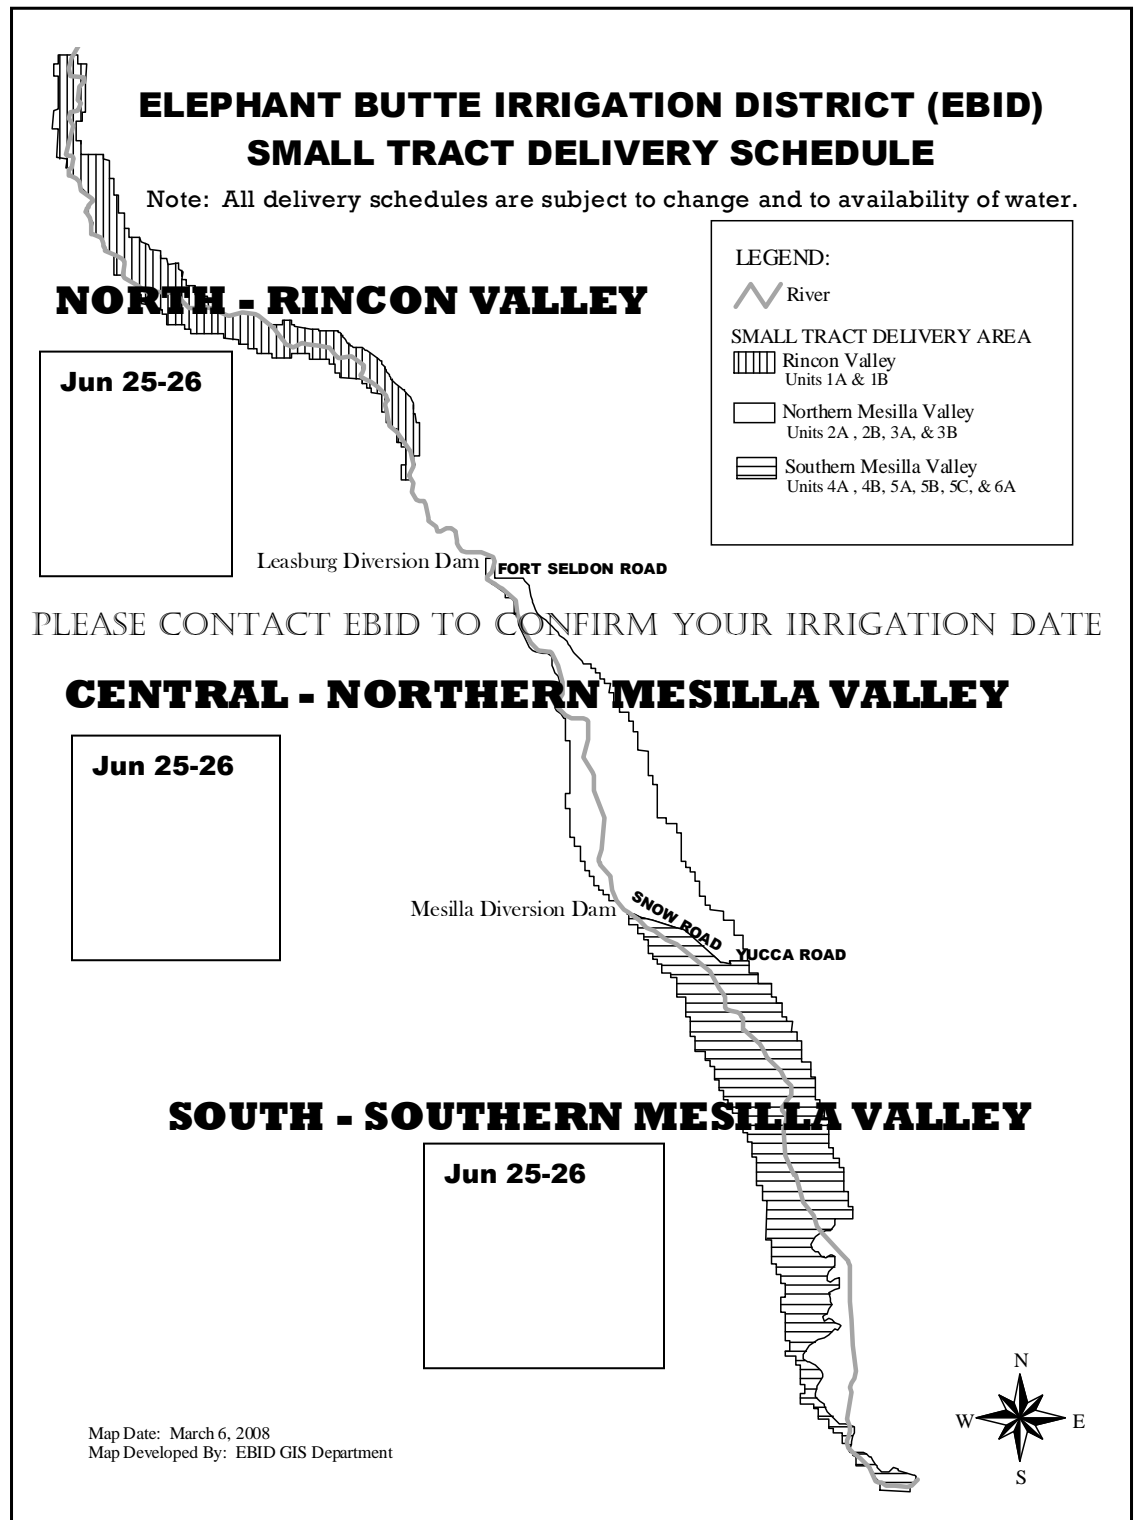 ELEPHANT BUTTE IRRIGATION DISTRICT (EBID)
SMALL TRACT DELIVERY SCHEDULE
Note: All delivery schedules are subject to change and to availability of water.
LEGEND:
River
SMALL TRACT DELIVERY AREA
Rincon Valley
Units 1A & 1B
Northern Mesilla Valley
Units 2A , 2B, 3A, & 3B
Southern Mesilla Valley
Units 4A , 4B, 5A, 5B, 5C, & 6A
NORTH - RINCON VALLEY
Jun 25-26
Leasburg Diversion Dam
FORT SELDON ROAD
PLEASE CONTACT EBID TO CONFIRM YOUR IRRIGATION DATE
CENTRAL - NORTHERN MESILLA VALLEY
Jun 25-26
Mesilla Diversion Dam
SNOW ROAD
YUCCA ROAD
SOUTH - SOUTHERN MESILLA VALLEY
Jun 25-26
N
W
E
S
Map Date: March 6, 2008
Map Developed By: EBID GIS Department